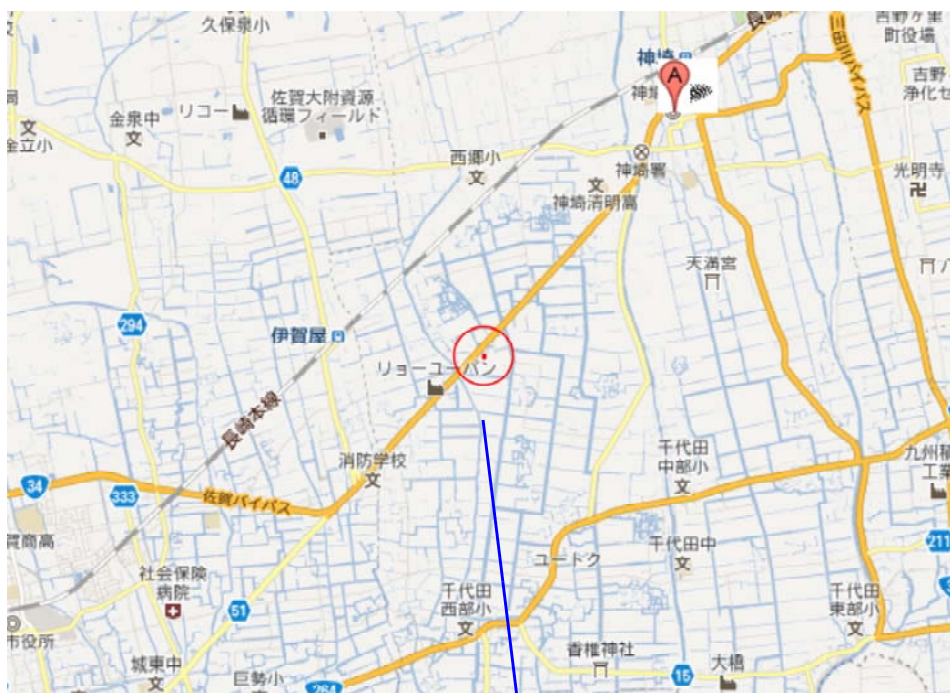 久保泉小
長崎
三田川バイパス
吉野ヶ里
町役場
神埼
A
リコー
金泉中
佐賀大附資源
循環フィールド
吉野
浄化セ
金立小
西郷小
48
神埼署
神埼清明高
光明寺
天満宮
294
伊賀屋
リョーユーパン
長崎本線
消防学校
千代田
中部小
九州積
工業
34
333
佐賀バイパス
賀商高
ユートク
千代田中
211
社会保険
病院
51
千代田
西部小
千代田
東部小
市役所
城東中
巨勢小
264
香椎神社
15
大橋